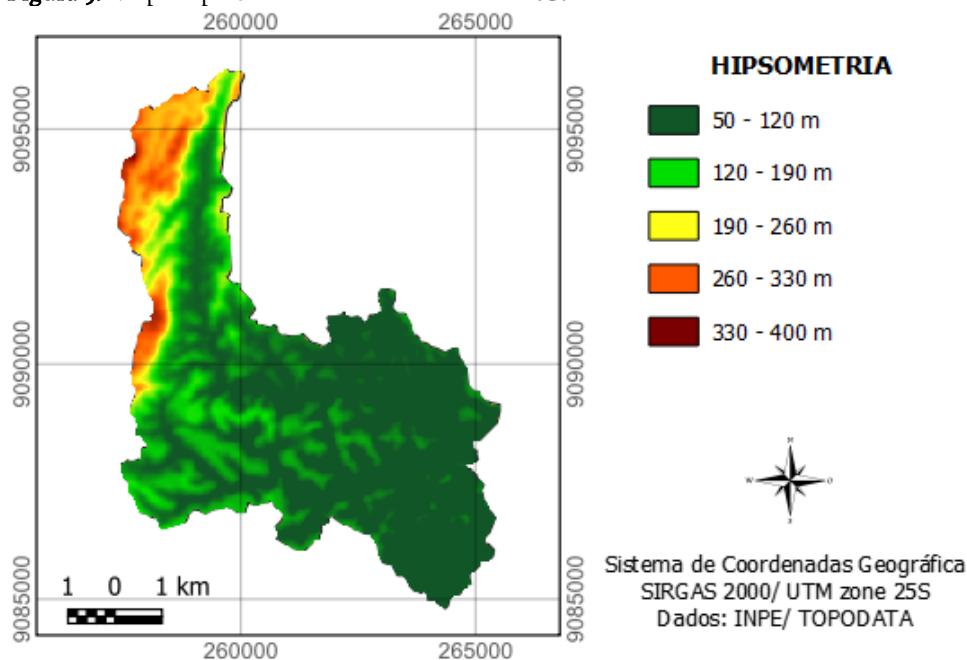 260000 265000
HIPSOMETRIA
50 - 120 m
120 - 190 m
190 - 260 m
260 - 330 m
330 - 400 m
9095000 9095000
9090000 9090000
9085000 9085000
1 0 1 km
260000 265000
N
W O
S
Sistema de Coordenadas Geográfica
SIRGAS 2000/ UTM zone 25S
Dados: INPE/ TOPODATA